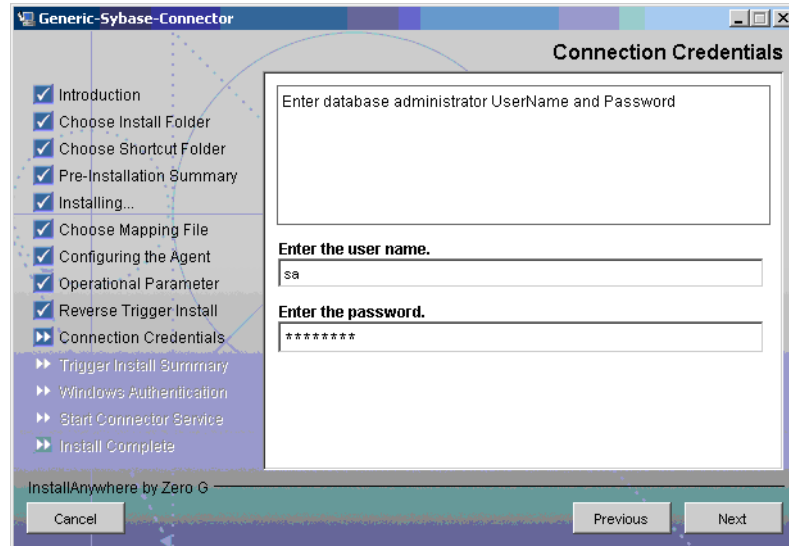 Generic-Sybase-Connector
Connection Credentials
Introduction
Choose Install Folder
Choose Shortcut Folder
Pre-Installation Summary
Installing...
Choose Mapping File
Configuring the Agent
Operational Parameter
Reverse Trigger Install
Connection Credentials
Trigger Install Summary
Windows Authentication
Start Connector Service
Install Complete
Enter database administrator UserName and Password
Enter the user name.
sa
Enter the password.
********
InstallAnywhere by Zero G
Cancel
Previous
Next